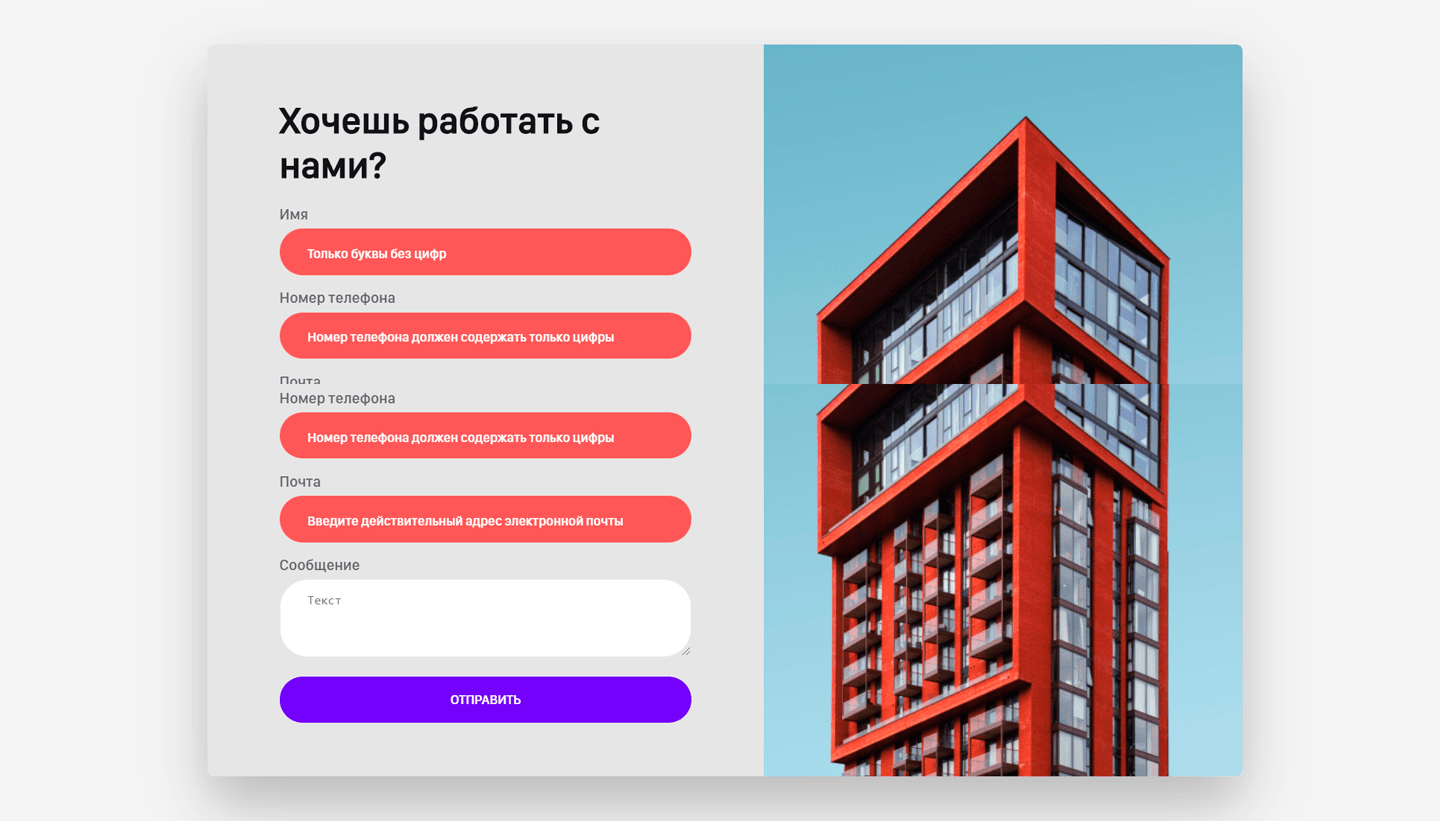 Хочешь работать с
нами?
Имя
Только буквы без цифр
Номер телефона
Номер телефона должен содержать только цифры
Почта
Номер телефона
Номер телефона должен содержать только цифры
Почта
Введите действительный адрес электронной почты
Сообщение
Текст
ОТПРАВИТЬ